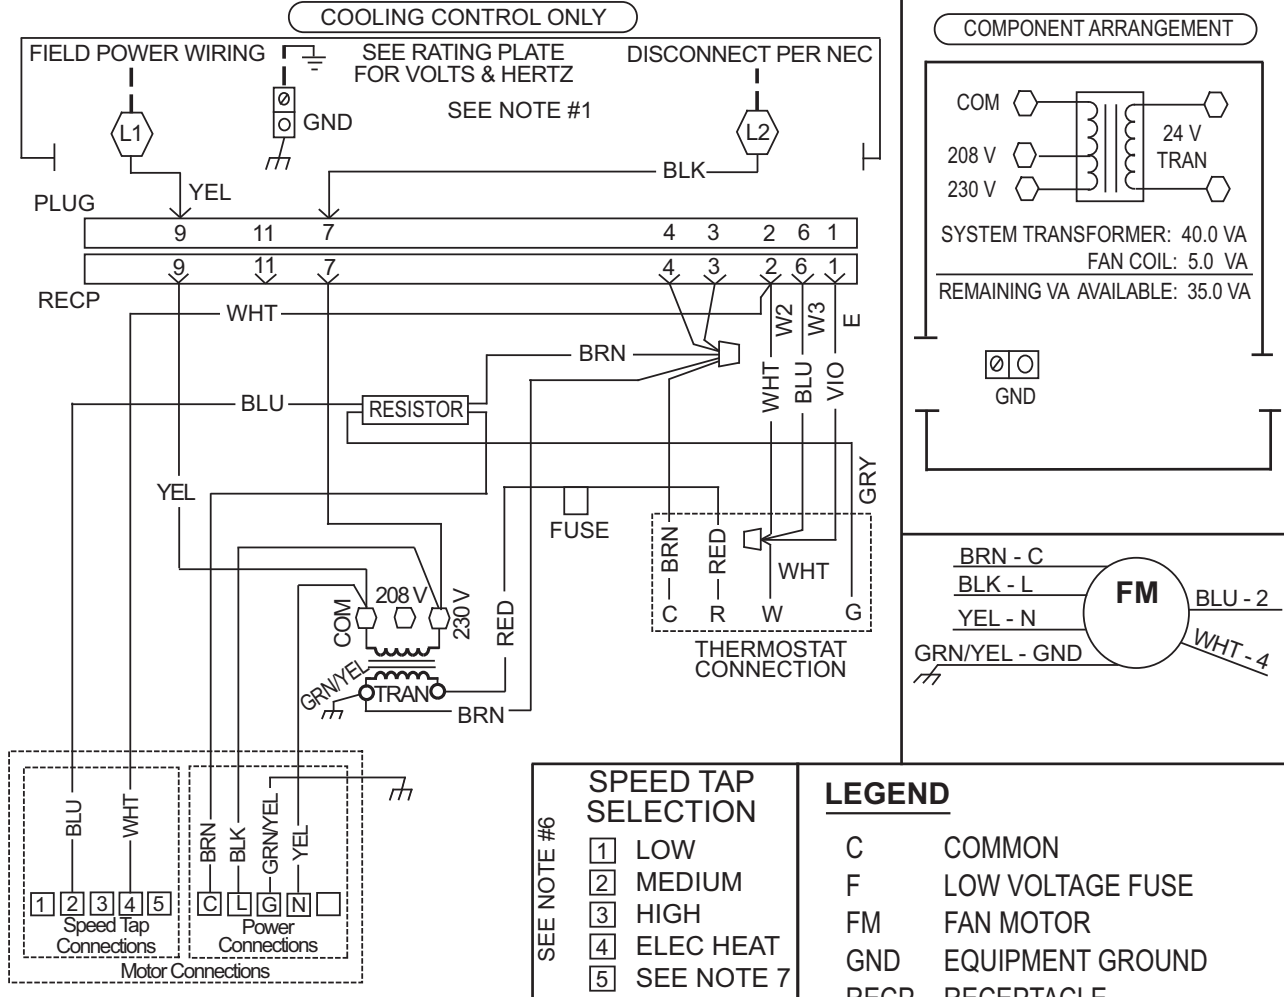 COOLING CONTROL ONLY
FIELD POWER WIRING
SEE RATING PLATE
FOR VOLTS & HERTZ
DISCONNECT PER NEC
SEE NOTE #1
L1
GND
L2
YEL
BLK
PLUG
9 11 7 4 3 2 6 1
9 11 7 4 3 2 6 1
RECP
WHT
W2
W3
E
BRN
WHT
BLU
VIO
BLU
RESISTOR
YEL
GRY
FUSE
BRN
RED
WHT
C R W G
THERMOSTAT
CONNECTION
COM
208 V
230 V
RED
GRN/YEL
TRAN
BRN
BLU
WHT
BRN
BLK
GRN/YEL
YEL
1 2 3 4 5
C L G N
Speed Tap
Connections
Power
Connections
Motor Connections
COMPONENT ARRANGEMENT
COM
208 V
230 V
24 V
TRAN
SYSTEM TRANSFORMER: 40.0 VA
FAN COIL: 5.0 VA
REMAINING VA AVAILABLE: 35.0 VA
GND
BRN - C
BLK - L
YEL - N
GRN/YEL - GND
FM
BLU - 2
WHT - 4
SEE NOTE #6
SPEED TAP
SELECTION
1 LOW
2 MEDIUM
3 HIGH
4 ELEC HEAT
5 SEE NOTE 7
LEGEND
C COMMON
F LOW VOLTAGE FUSE
FM FAN MOTOR
GND EQUIPMENT GROUND
RECP RECEPTACLE